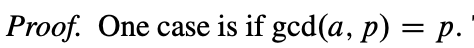 Proof. One case is if gcd(a, p) = p.